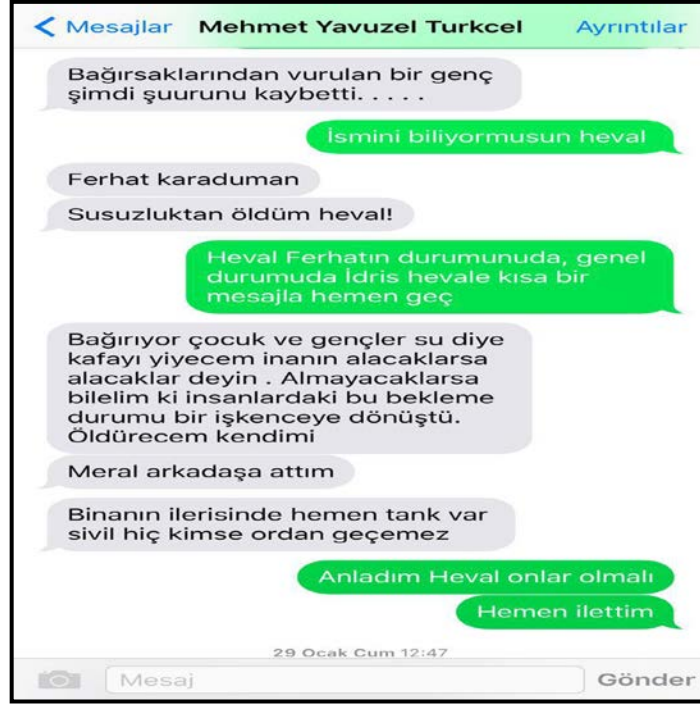 Mesajlar Mehmet Yavuzel Turkcel Ayrıntılar
Bağırsaklarından vurulan bir genç
şimdi şuurunu kaybetti. . . . .
İsmini biliyormusun heval
Ferhat karaduman
Susuzluktan öldüm heval!
Heval Ferhatın durumunuda, genel
durumuda İdris hevale kısa bir
mesajla hemen geç
Bağırıyor çocuk ve gençler su diye
kafayı yiyecem inanın alacaklarsa
alacaklar deyin . Almayacaklarsa
bilelim ki insanlardaki bu bekleme
durumu bir işkenceye dönüştü.
Öldürecem kendimi
Meral arkadaşa attım
Binanın ilerisinde hemen tank var
sivil hiç kimse ordan geçemez
Anladım Heval onlar olmalı
Hemen ilettim
29 Ocak Cum 12:47
Mesaj Gönder